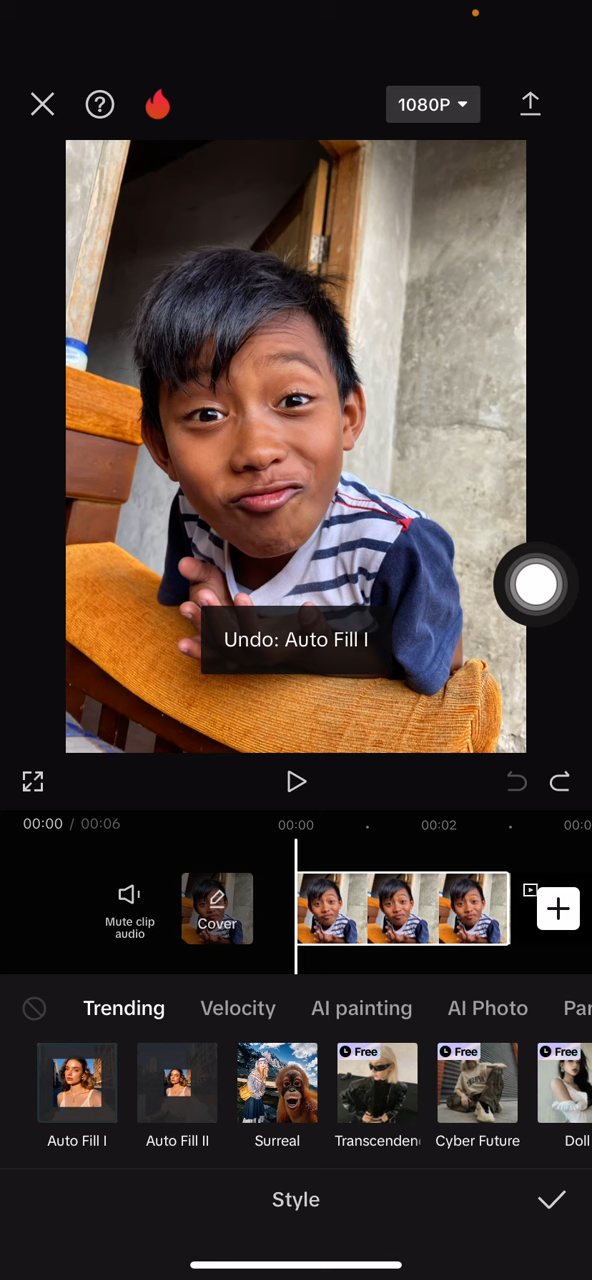 1080P
Undo: Auto Fill I
00:00 / 00:06
00:00
00:02
Mute clip
audio
Cover
Trending
Velocity
AI painting
AI Photo
Auto Fill I
Auto Fill II
Surreal
Free
Free
Free
Cyber Future
Doll
Style